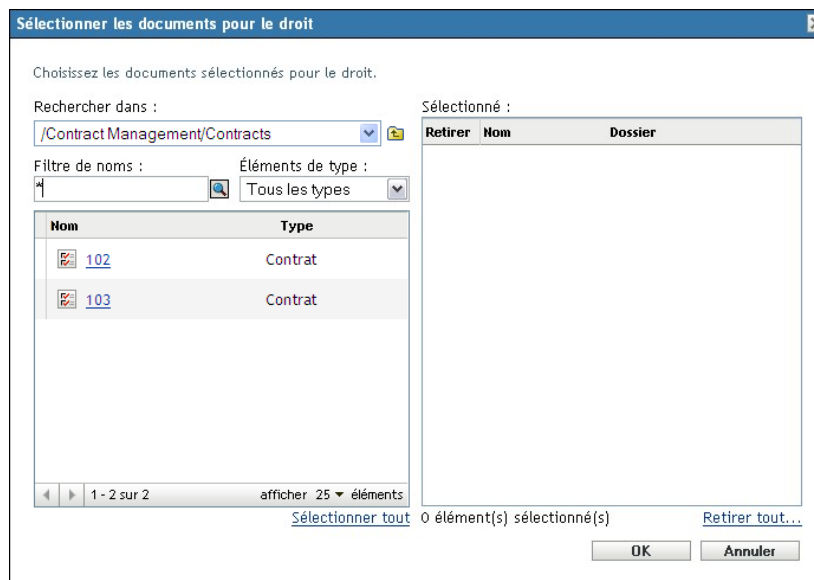 Sélectionner les documents pour le droit
Choisissez les documents sélectionnés pour le droit.
Rechercher dans :
/Contract Management/Contracts
Filtre de noms :
Éléments de type :
*
Tous les types
Nom Type
102 Contrat
103 Contrat
1 - 2 sur 2 afficher 25 éléments
Sélectionner tout
Sélectionné :
Retirer Nom Dossier
0 élément(s) sélectionné(s) Retirer tout...
OK Annuler